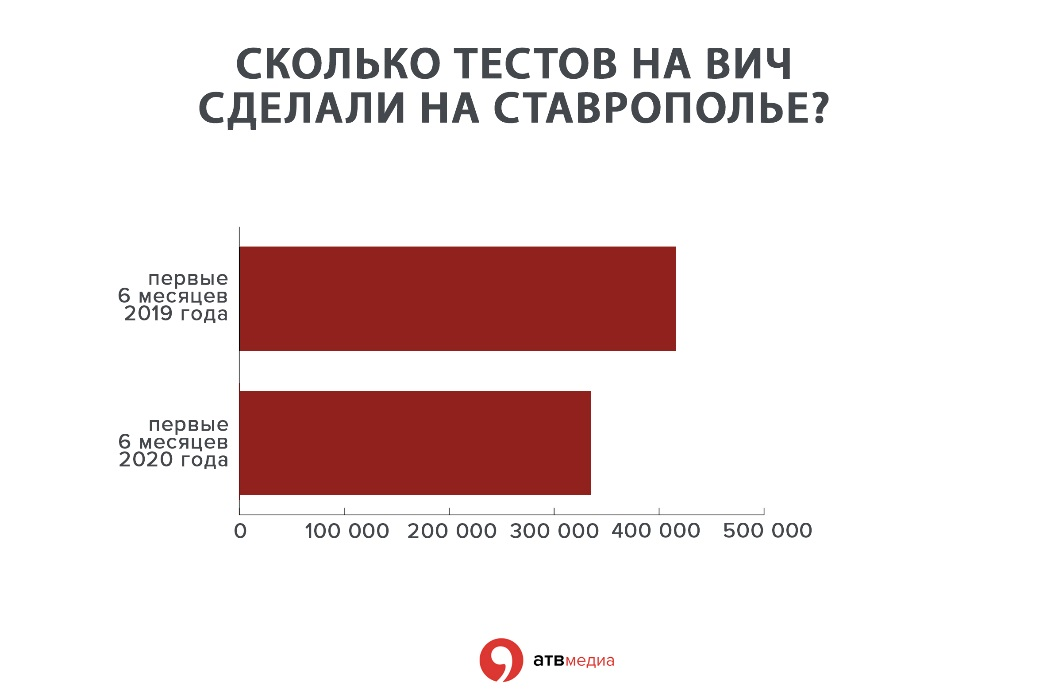 СКОЛЬКО ТЕСТОВ НА ВИЧ
СДЕЛАЛИ НА СТАВРОПОЛЬЕ?
первые
6 месяцев
2019 года
первые
6 месяцев
2020 года
0 100 000 200 000 300 000 400 000 500 000
атвмедиа